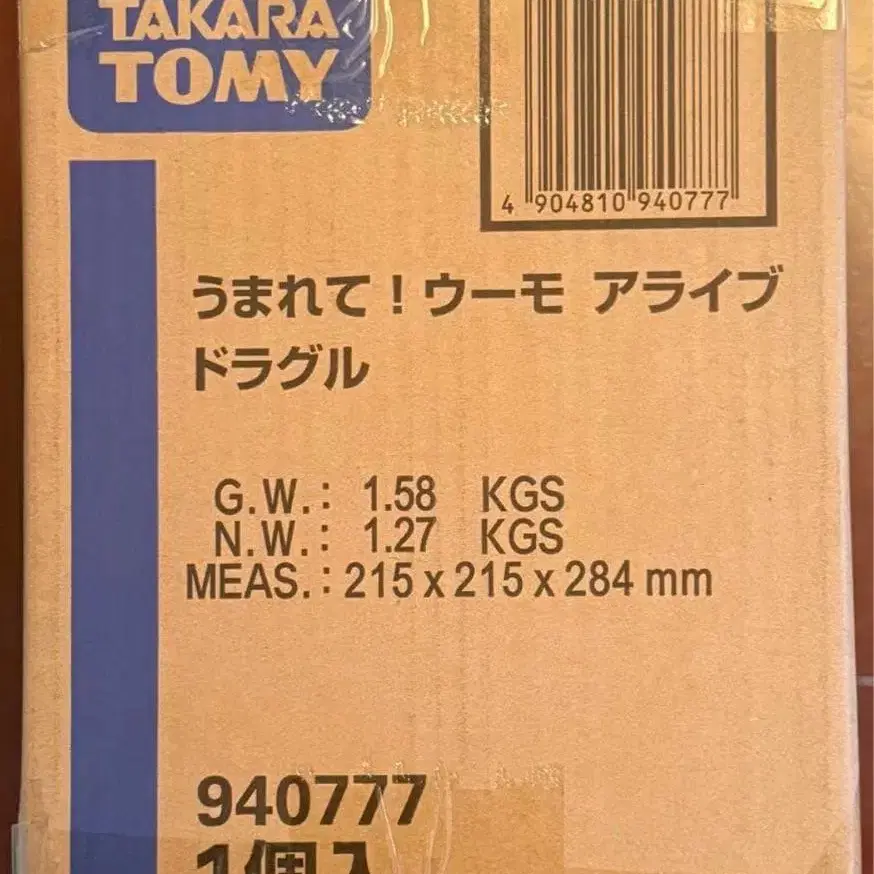 TAKARA
TOMY
4 904810 940777
うまれて！ウーモ アライブ
ドラグル
G.W.: 1.58 KGS
N.W.: 1.27 KGS
MEAS.: 215 x 215 x 284 mm
940777
1個入